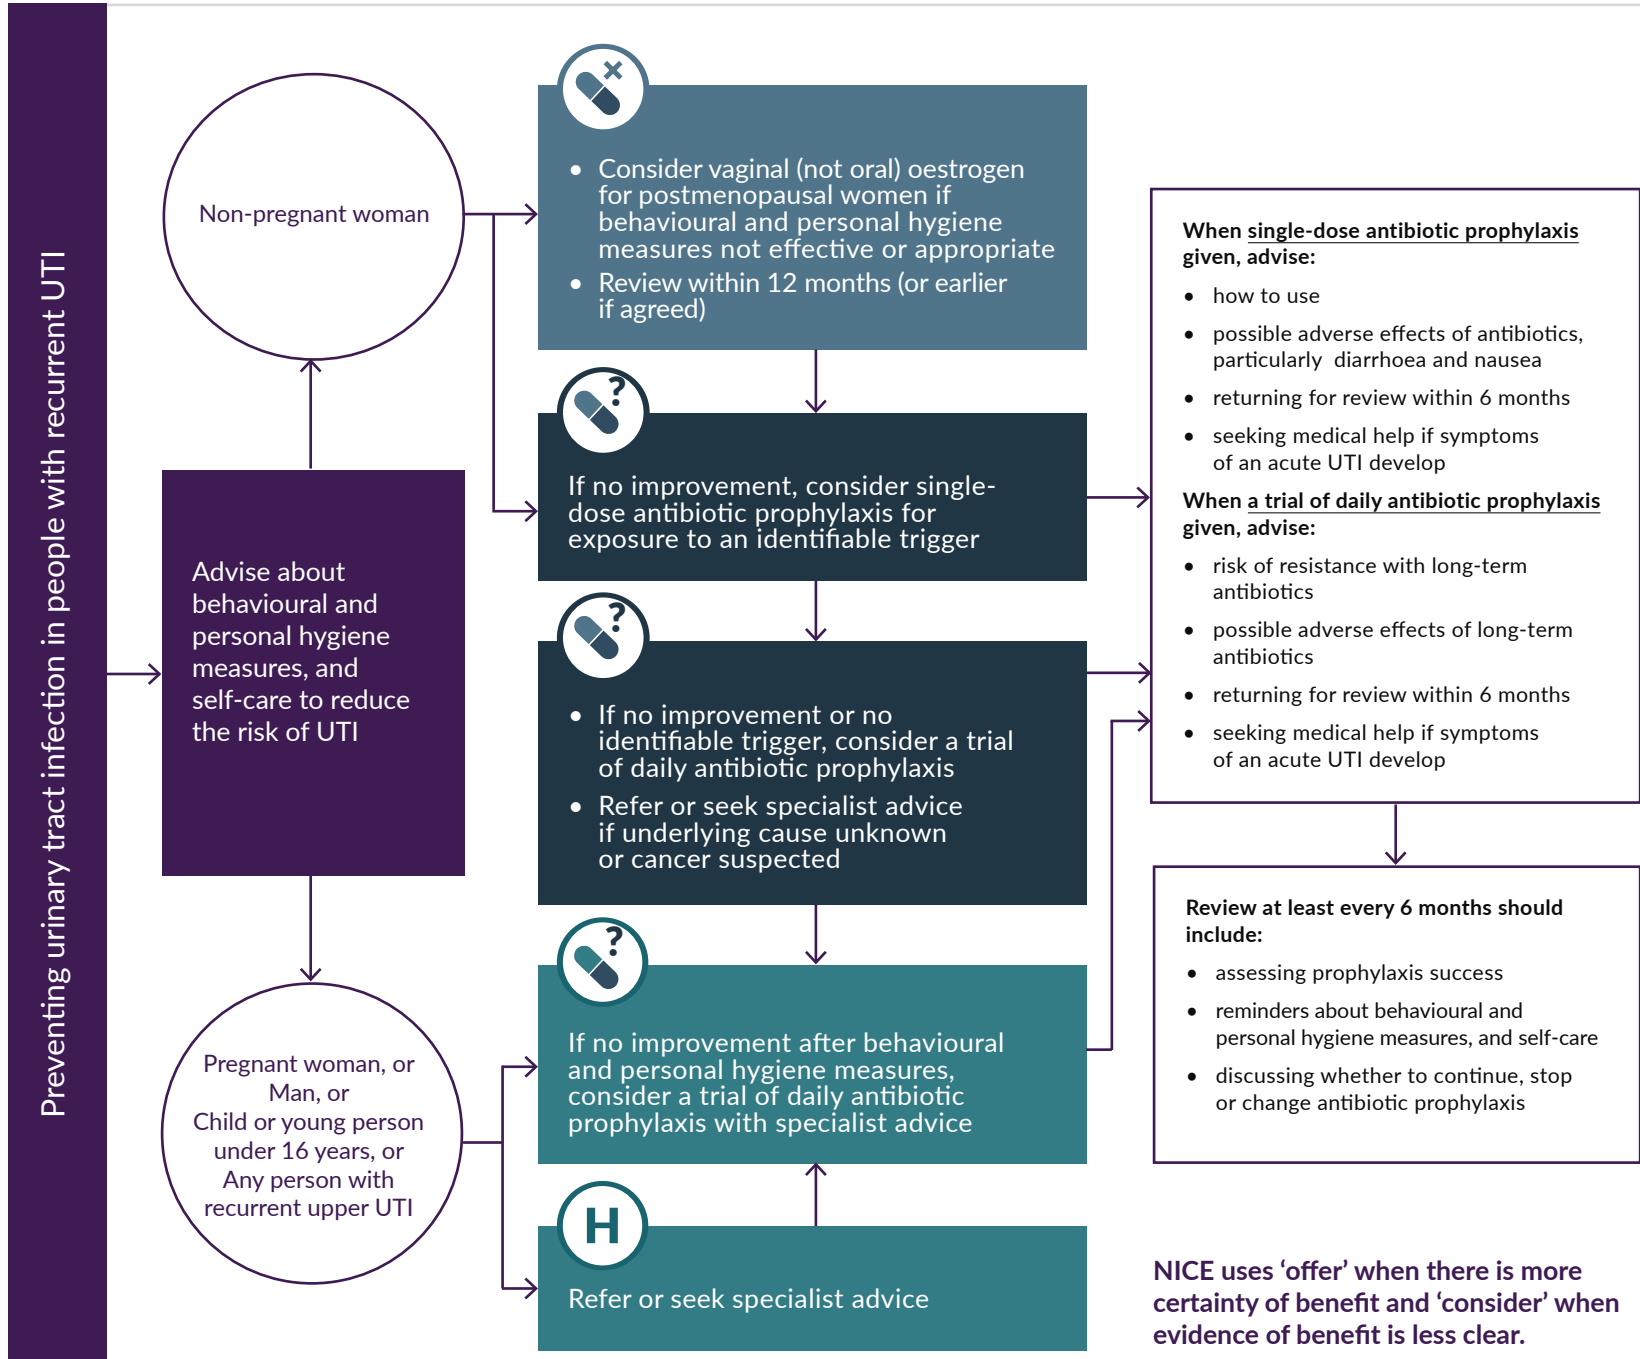 Preventing urinary tract infection in people with recurrent UTI
Non-pregnant woman
Advise about
behavioural and
personal hygiene
measures, and
self-care to reduce
the risk of UTI
Pregnant woman, or
Man, or
Child or young person
under 16 years, or
Any person with
recurrent upper UTI
• Consider vaginal (not oral) oestrogen
for postmenopausal women if
behavioural and personal hygiene
measures not effective or appropriate
• Review within 12 months (or earlier
if agreed)
?
If no improvement, consider single-
dose antibiotic prophylaxis for
exposure to an identifiable trigger
?
• If no improvement or no
identifiable trigger, consider a trial
of daily antibiotic prophylaxis
• Refer or seek specialist advice
if underlying cause unknown
or cancer suspected
?
If no improvement after behavioural
and personal hygiene measures,
consider a trial of daily antibiotic
prophylaxis with specialist advice
H
Refer or seek specialist advice
When single-dose antibiotic prophylaxis
given, advise:
• how to use
• possible adverse effects of antibiotics,
particularly diarrhoea and nausea
• returning for review within 6 months
• seeking medical help if symptoms
of an acute UTI develop
When a trial of daily antibiotic prophylaxis
given, advise:
• risk of resistance with long-term
antibiotics
• possible adverse effects of long-term
antibiotics
• returning for review within 6 months
• seeking medical help if symptoms
of an acute UTI develop
Review at least every 6 months should
include:
• assessing prophylaxis success
• reminders about behavioural and
personal hygiene measures, and self-care
• discussing whether to continue, stop
or change antibiotic prophylaxis
NICE uses ‘offer’ when there is more
certainty of benefit and ‘consider’ when
evidence of benefit is less clear.